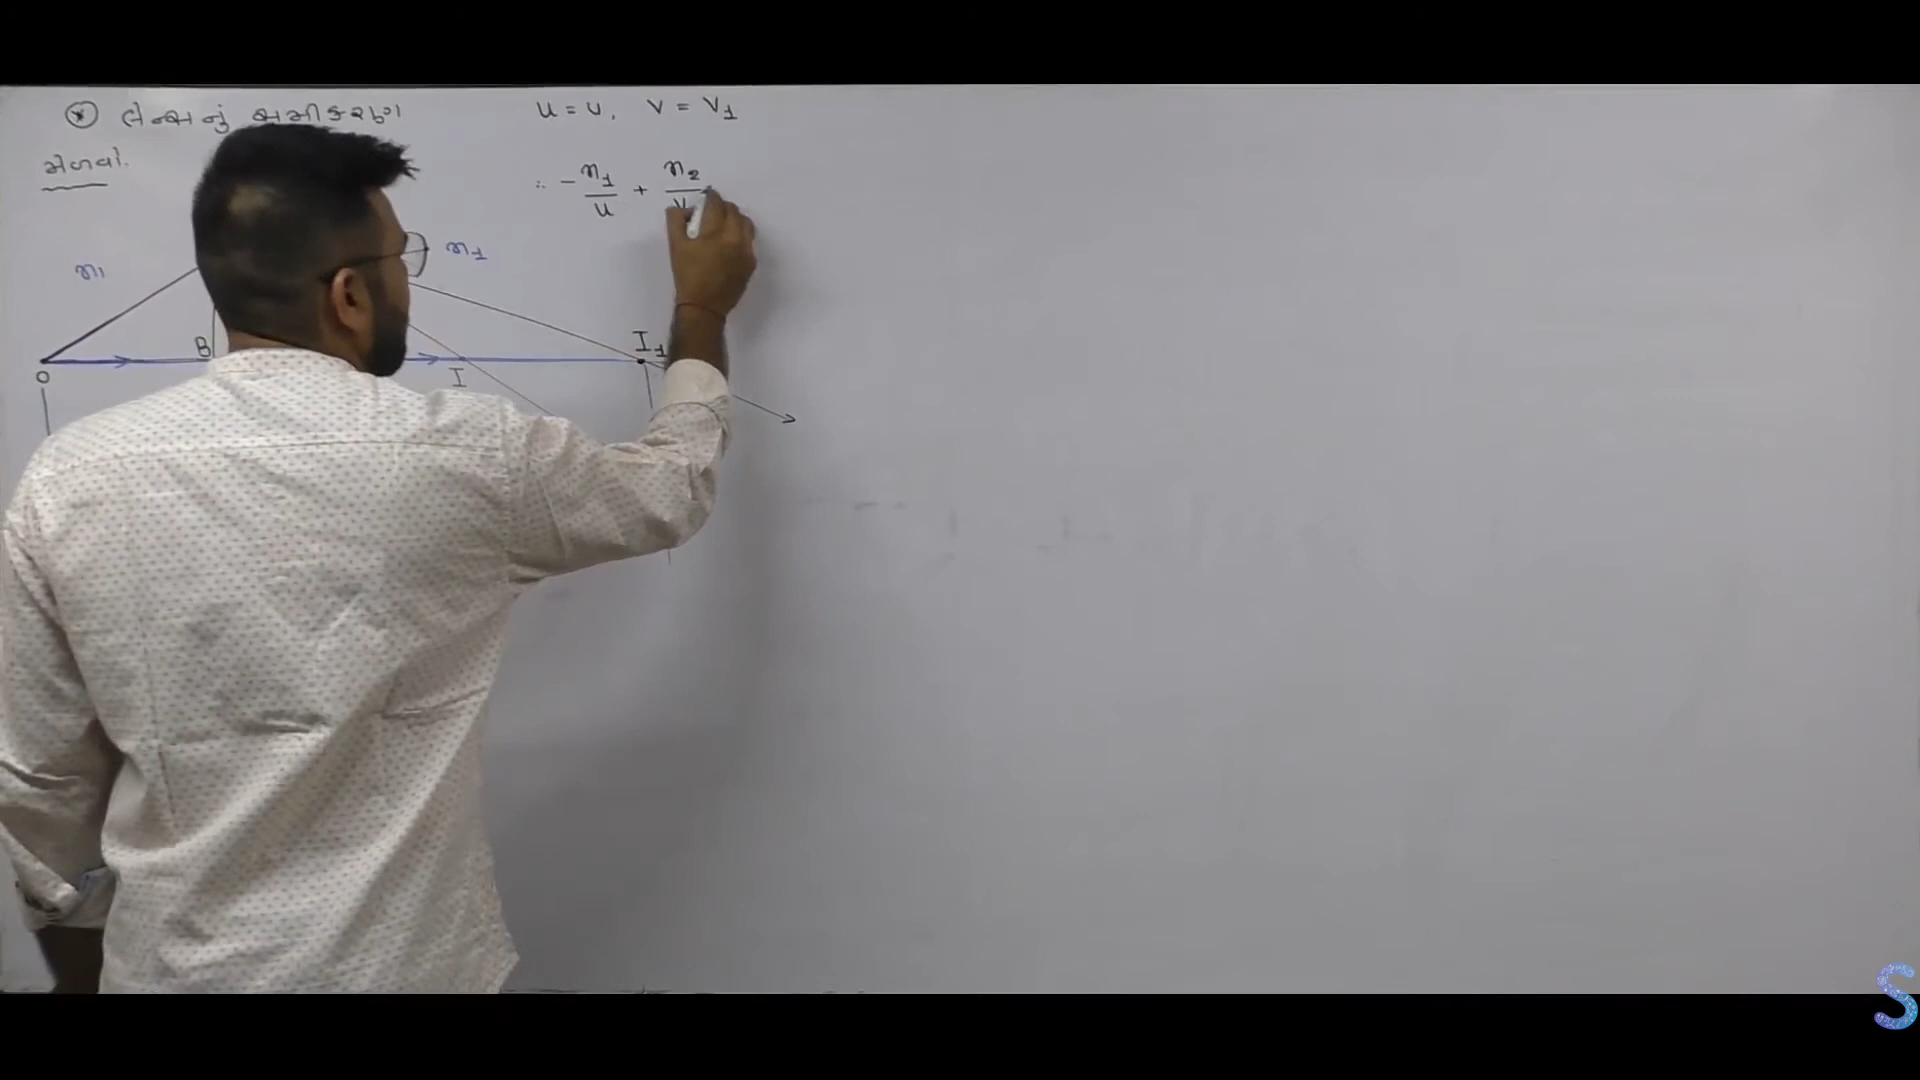 * લેન્સનું સમીકરણ
મેળવો.
u = u, v = v1
∴ - n1/u + n2/v
n1
n1
B
I1
O
I
S